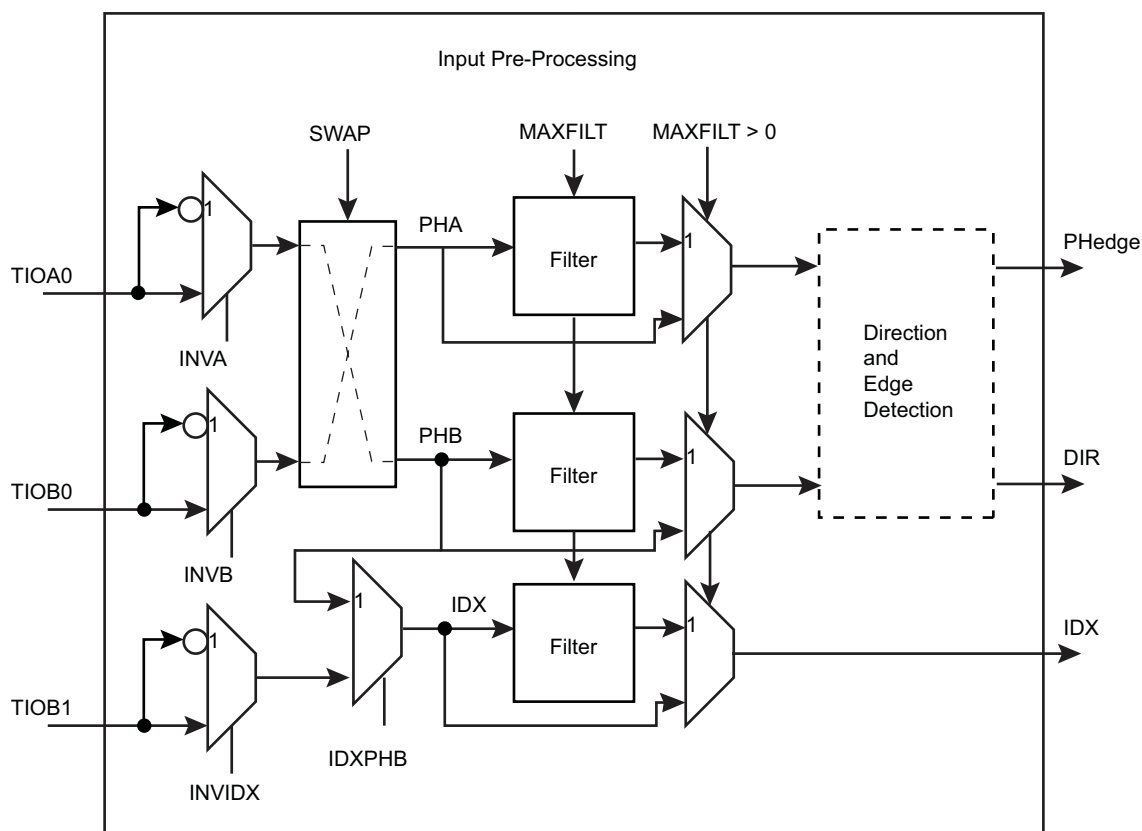 Input Pre-Processing
SWAP
MAXFILT
MAXFILT > 0
1
PHA
1
PHedge
TIOA0
Filter
INVA
Direction
and
Edge
Detection
1
PHB
1
DIR
TIOB0
Filter
INVB
1
IDX
1
IDX
1
Filter
TIOB1
IDXPHB
INVIDX